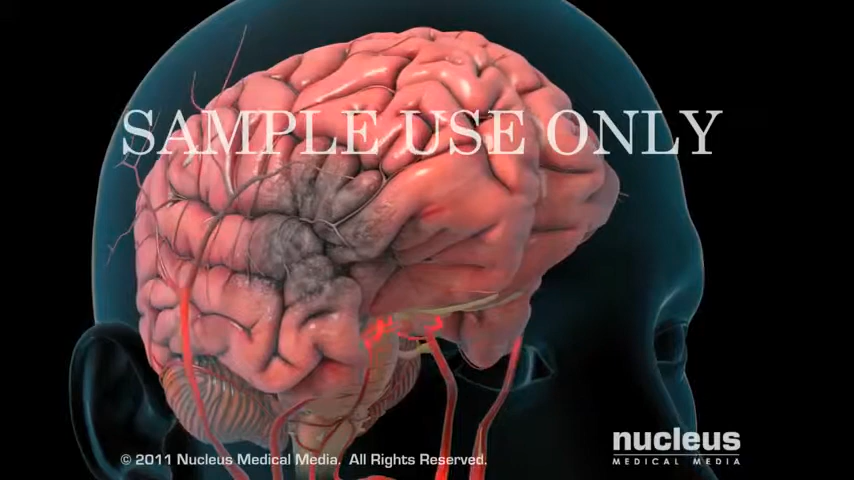 SAMPLE USE ONLY
nucleus
MEDICAL MEDIA
© 2011 Nucleus Medical Media. All Rights Reserved.